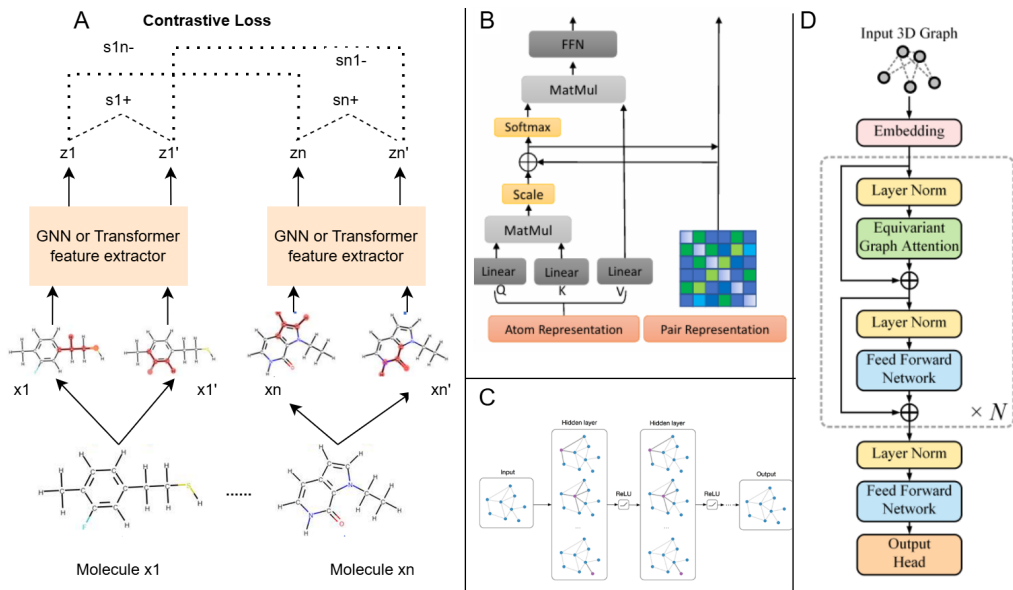 A
Contrastive Loss
s1n-
sn1-
s1+
sn+
z1
z1'
zn
zn'
GNN or Transformer
feature extractor
GNN or Transformer
feature extractor
x1
x1'
xn
xn'
......
Molecule x1
Molecule xn
B
FFN
MatMul
Softmax
Scale
MatMul
Linear
Linear
Linear
Q
K
V
Atom Representation
Pair Representation
C
Hidden layer
Hidden layer
Input
ReLU
ReLU
Output
D
Input 3D Graph
Embedding
Layer Norm
Equivariant
Graph Attention
Layer Norm
Feed Forward
Network
× N
Layer Norm
Feed Forward
Network
Output
Head